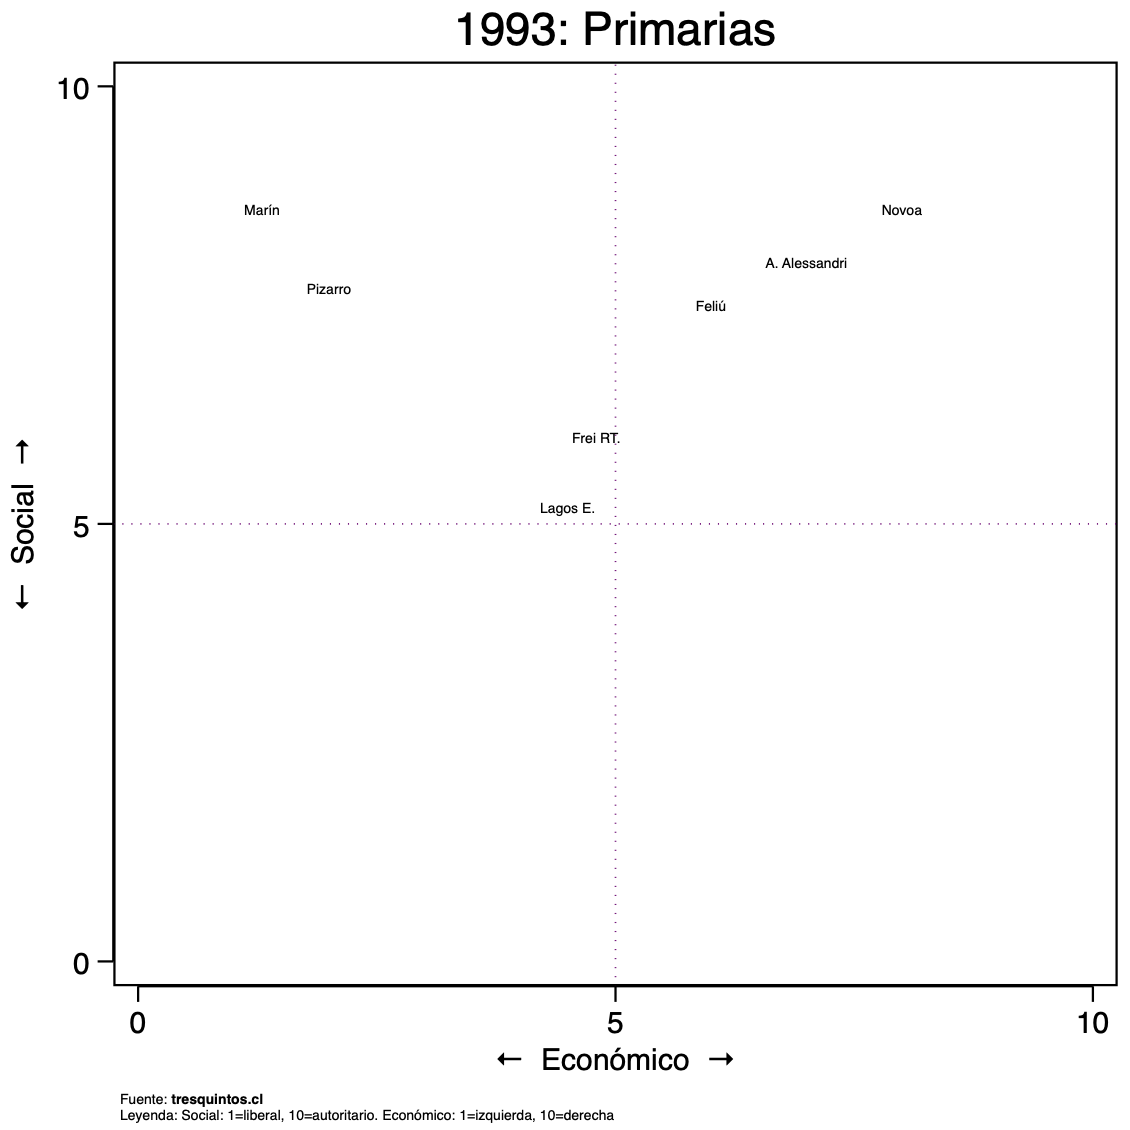 1993: Primarias
10
Marín
Novoa
A. Alessandri
Pizarro
Feliú
Frei RT.
Lagos E.
5
← Social →
0
0 5 10
← Económico →
Fuente: tresquintos.cl
Leyenda: Social: 1=liberal, 10=autoritario. Económico: 1=izquierda, 10=derecha